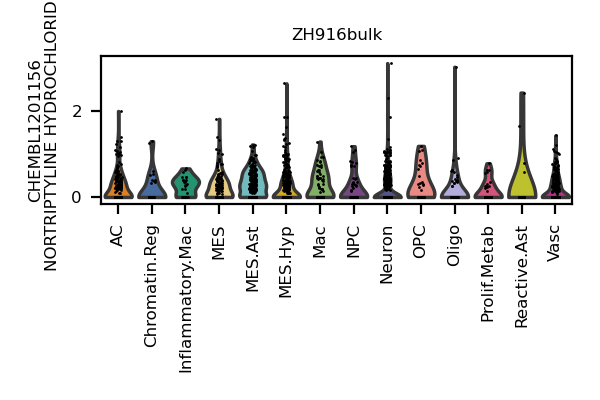 ZH916bulk
CHEMBL1201156
NORTRIPTYLINE HYDROCHLORID
2
0
AC
Chromatin.Reg
Inflammatory.Mac
MES
MES.Ast
MES.Hyp
Mac
NPC
Neuron
OPC
Oligo
Prolif.Metab
Reactive.Ast
Vasc